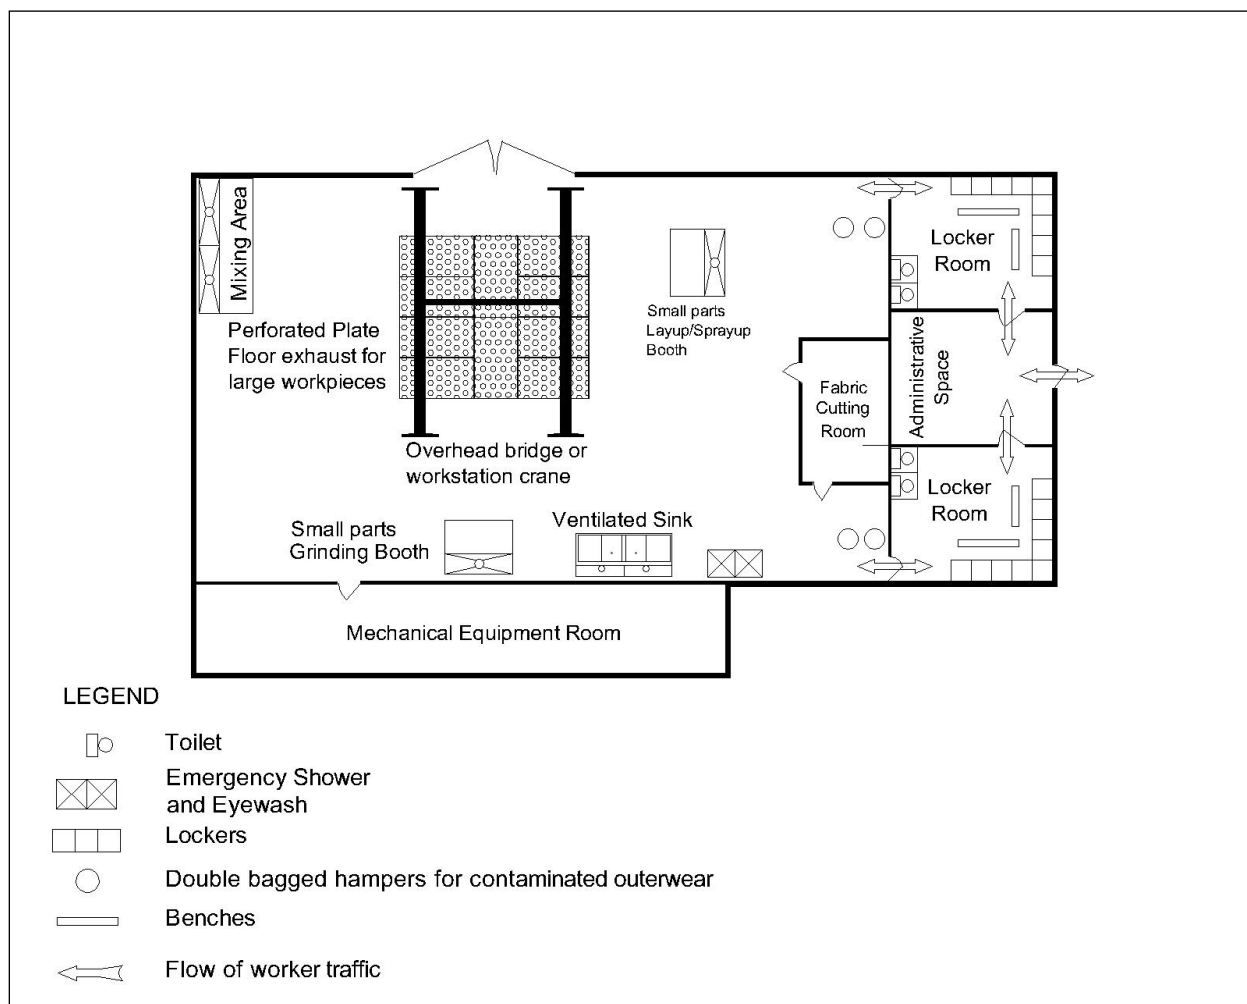 Mixing Area
Locker
Room
Perforated Plate
Floor exhaust for
large workpieces
Small parts
Layup/Sprayup
Booth
Administrative
Space
Fabric
Cutting
Room
Overhead bridge or
workstation crane
Locker
Room
Small parts
Grinding Booth
Ventilated Sink
Mechanical Equipment Room
LEGEND
Toilet
Emergency Shower
and Eyewash
Lockers
Double bagged hampers for contaminated outerwear
Benches
Flow of worker traffic